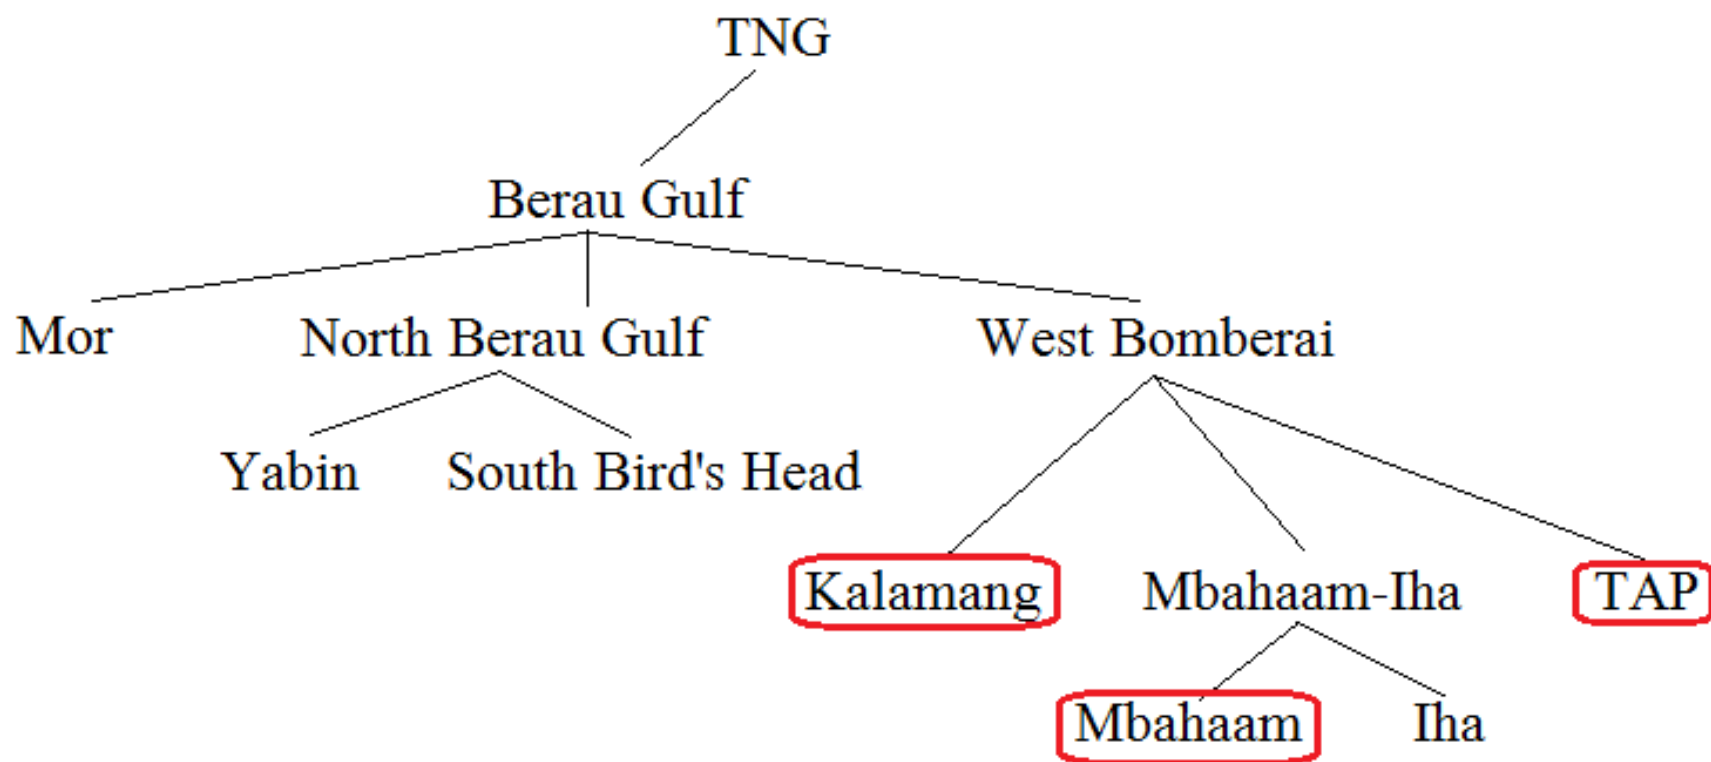 TNG
Berau Gulf
Mor North Berau Gulf West Bomberai
Yabin South Bird's Head
Kalamang Mbahaam-Iha TAP
Mbahaam Iha